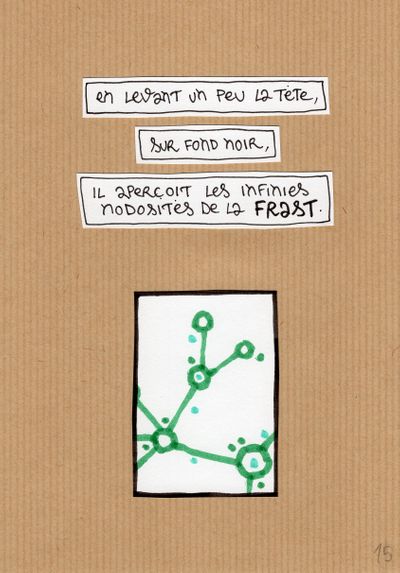 en levant un peu la tête,
sur fond noir,
il aperçoit les infinies
nodosités de la FRAST.
15